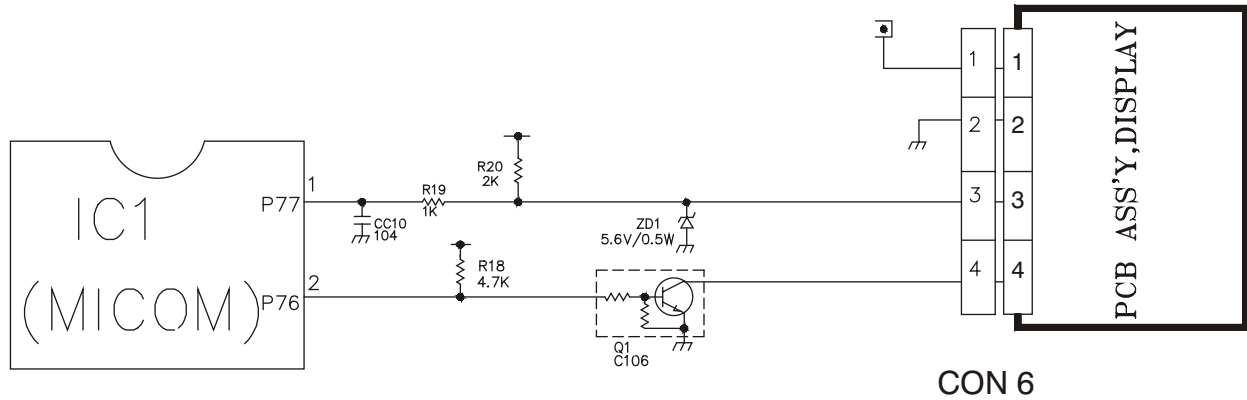 IC1
(MICOM)
P77
1
P76
2
CC10
104
R19
1K
R20
2K
R18
4.7K
ZD1
5.6V/0.5W
Q1
C106
1
2
3
4
1
2
3
4
PCB ASS'Y,DISPLAY
CON 6